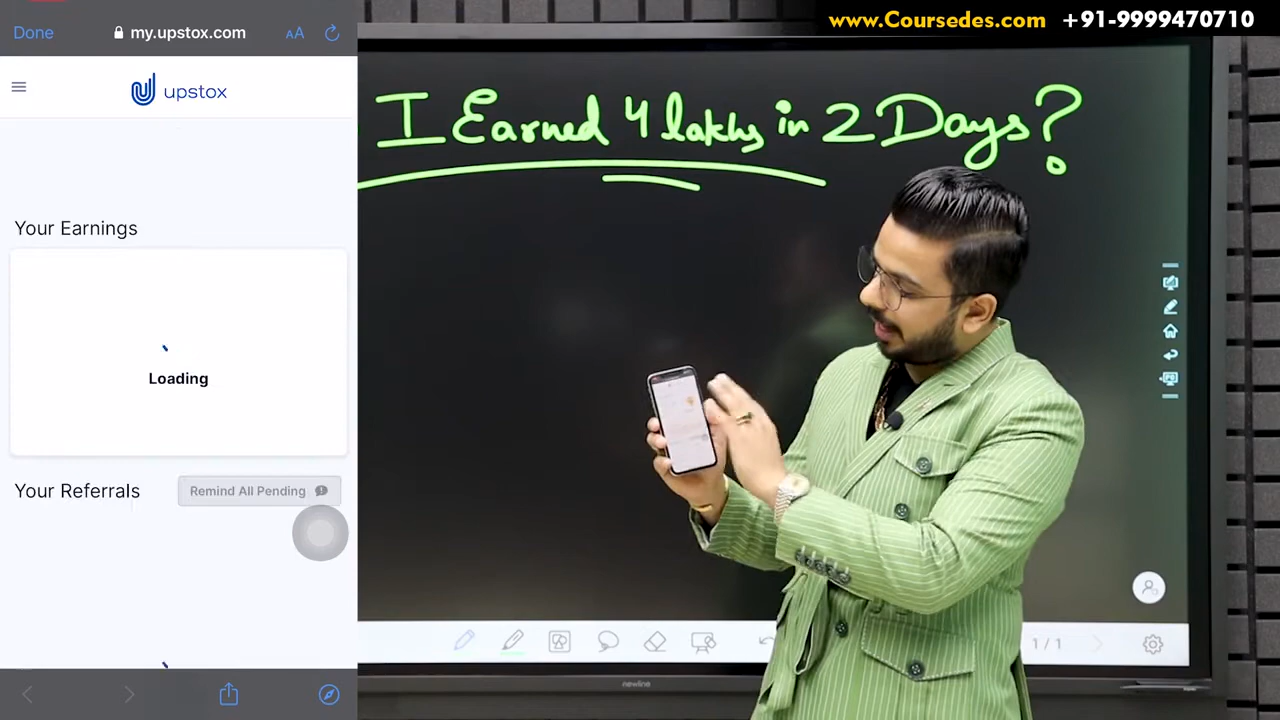 www.Coursedes.com +91-9999470710
Done
my.upstox.com
AA
upstox
I Earned 4 lakhs in 2 Days?
Your Earnings
Loading
Your Referrals
Remind All Pending
1/1
newline